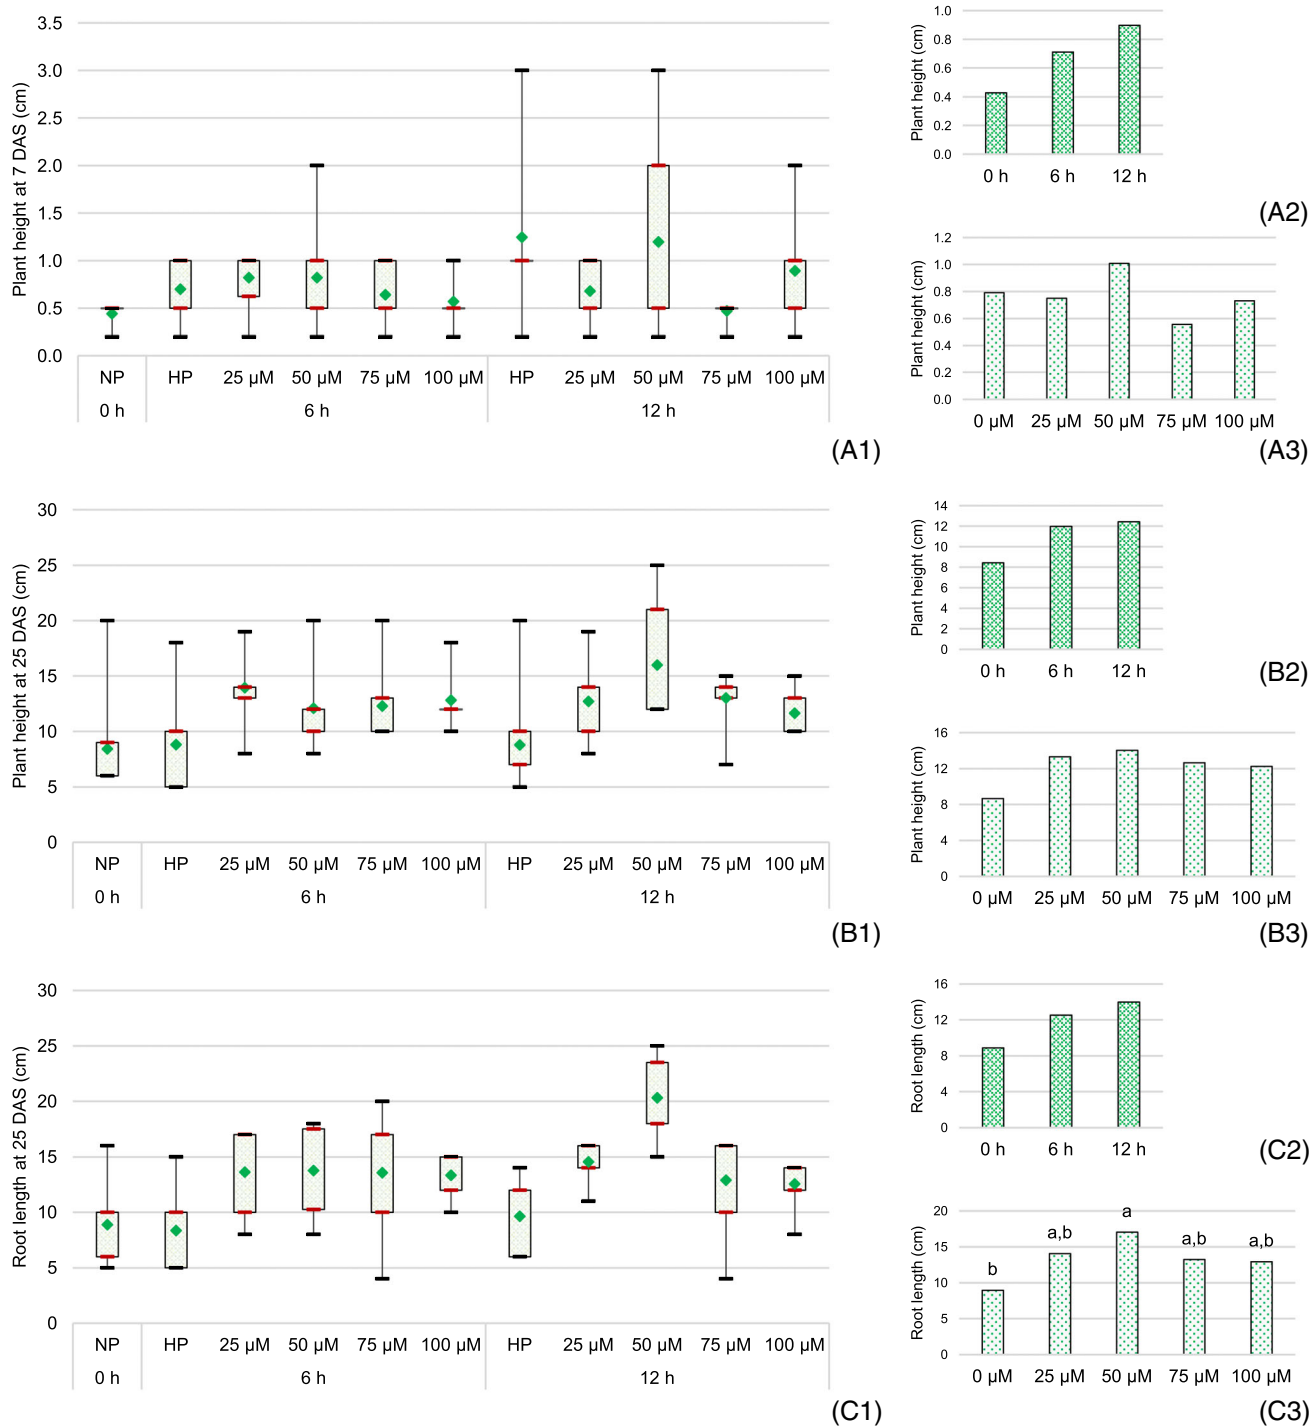 3.5
3.0
2.5
2.0
1.5
1.0
0.5
0.0
Plant height at 7 DAS (cm)
NP HP 25 µM 50 µM 75 µM 100 µM HP 25 µM 50 µM 75 µM 100 µM
0 h 6 h 12 h
(A1)
1.0
0.8
0.6
0.4
0.2
0.0
Plant height (cm)
0 h 6 h 12 h
(A2)
1.2
1.0
0.8
0.6
0.4
0.2
0.0
Plant height (cm)
0 µM 25 µM 50 µM 75 µM 100 µM
(A3)
30
25
20
15
10
5
0
Plant height at 25 DAS (cm)
NP HP 25 µM 50 µM 75 µM 100 µM HP 25 µM 50 µM 75 µM 100 µM
0 h 6 h 12 h
(B1)
14
12
10
8
6
4
2
0
Plant height (cm)
0 h 6 h 12 h
(B2)
16
12
8
4
0
Plant height (cm)
0 µM 25 µM 50 µM 75 µM 100 µM
(B3)
30
25
20
15
10
5
0
Root length at 25 DAS (cm)
NP HP 25 µM 50 µM 75 µM 100 µM HP 25 µM 50 µM 75 µM 100 µM
0 h 6 h 12 h
(C1)
16
12
8
4
0
Root length (cm)
0 h 6 h 12 h
(C2)
20
15
10
5
0
Root length (cm)
b a,b a a,b a,b
0 µM 25 µM 50 µM 75 µM 100 µM
(C3)